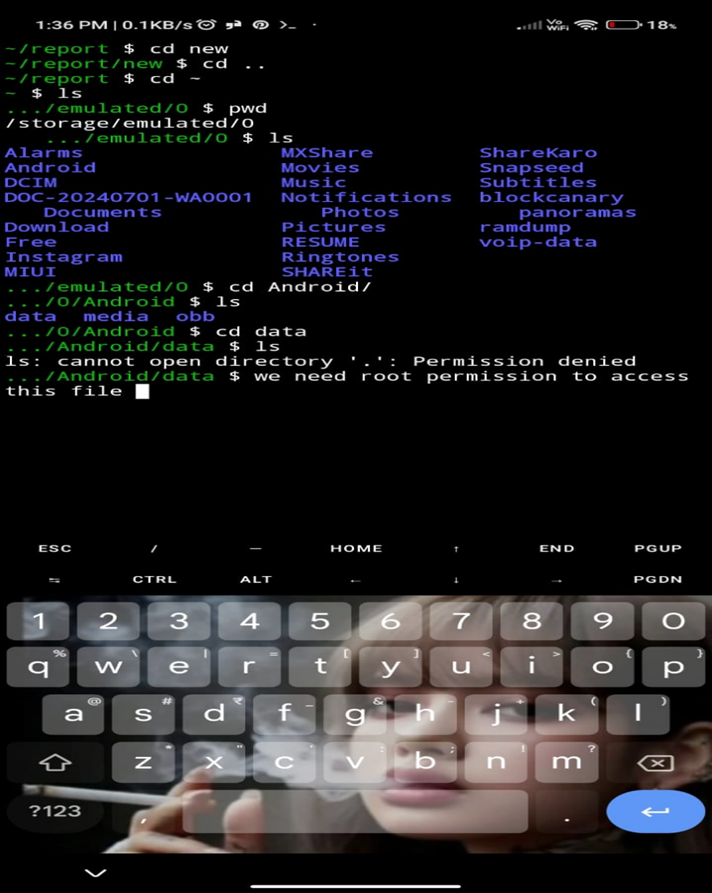 1:36 PM | 0.1KB/s >_ · Vo WiFi 18%
~/report $ cd new
~/report/new $ cd ..
~/report $ cd ~
~ $ ls
.../emulated/0 $ pwd
/storage/emulated/0
.../emulated/0 $ ls
Alarms MXShare ShareKaro
Android Movies Snapseed
DCIM Music Subtitles
DOC-20240701-WA0001 Notifications blockcanary
Documents Photos panoramas
Download Pictures ramdump
Free RESUME voip-data
Instagram Ringtones
MIUI SHAREit
.../emulated/0 $ cd Android/
.../0/Android $ ls
data media obb
.../0/Android $ cd data
.../Android/data $ ls
ls: cannot open directory '.': Permission denied
.../Android/data $ we need root permission to access
this file
ESC / — HOME ↑ END PGUP
⇆ CTRL ALT ← ↓ → PGDN
1 2 3 4 5 6 7 8 9 0
% \ | = [ ] < > { }
q w e r t y u i o p
@ # ₹ _ & - + ( )
a s d f g h j k l
* " ' : ; ! ?
z x c v b n m
?123 , .